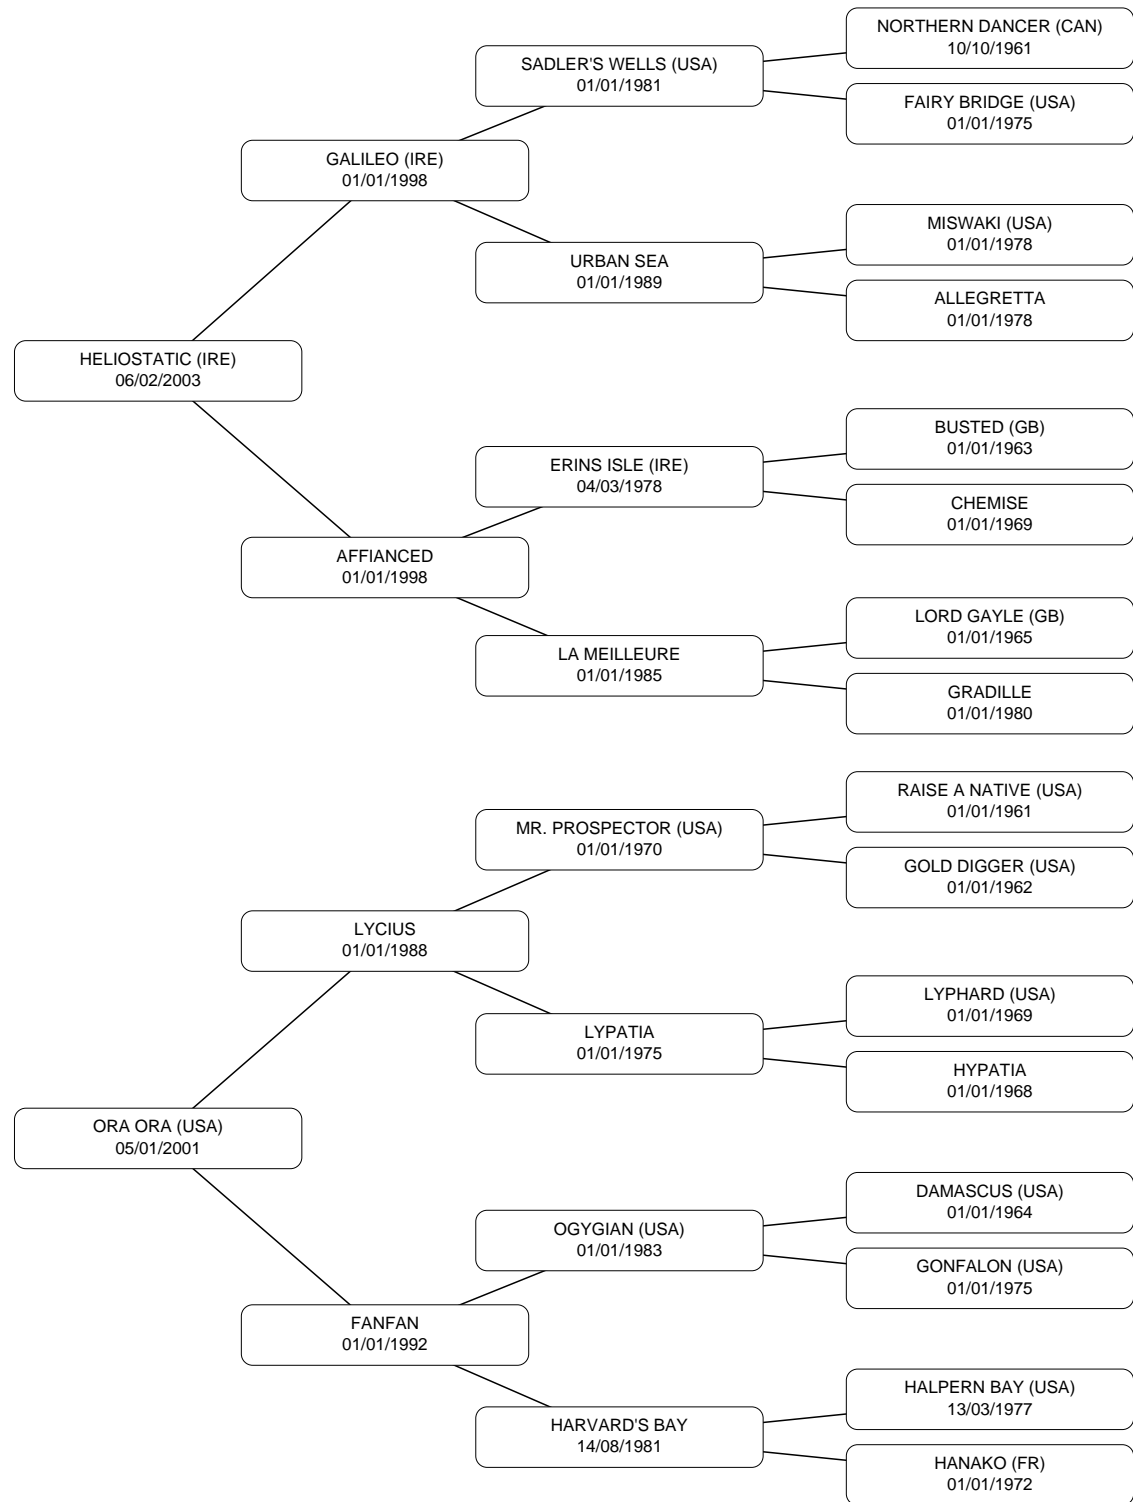 NORTHERN DANCER (CAN)
10/10/1961
SADLER'S WELLS (USA)
01/01/1981
FAIRY BRIDGE (USA)
01/01/1975
GALILEO (IRE)
01/01/1998
MISWAKI (USA)
01/01/1978
URBAN SEA
01/01/1989
ALLEGRETTA
01/01/1978
HELIOSTATIC (IRE)
06/02/2003
BUSTED (GB)
01/01/1963
ERINS ISLE (IRE)
04/03/1978
CHEMISE
01/01/1969
AFFIANCED
01/01/1998
LORD GAYLE (GB)
01/01/1965
LA MEILLEURE
01/01/1985
GRADILLE
01/01/1980
RAISE A NATIVE (USA)
01/01/1961
MR. PROSPECTOR (USA)
01/01/1970
GOLD DIGGER (USA)
01/01/1962
LYCIUS
01/01/1988
LYPHARD (USA)
01/01/1969
LYPATIA
01/01/1975
HYPATIA
01/01/1968
ORA ORA (USA)
05/01/2001
DAMASCUS (USA)
01/01/1964
OGYGIAN (USA)
01/01/1983
GONFALON (USA)
01/01/1975
FANFAN
01/01/1992
HALPERN BAY (USA)
13/03/1977
HARVARD'S BAY
14/08/1981
HANAKO (FR)
01/01/1972